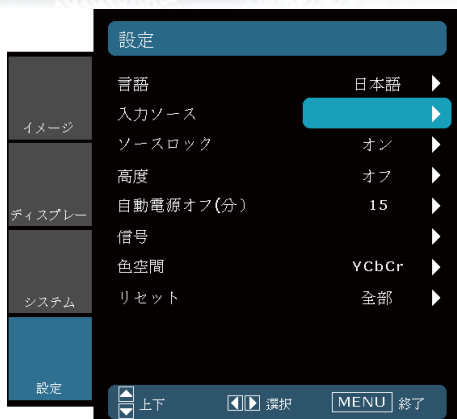 設定
イメージ
ディスプレー
システム
設定
言語 日本語
入力ソース
ソースロック オン
高度 オフ
自動電源オフ(分) 15
信号
色空間 YCbCr
リセット 全部
上下 選択 MENU 終了